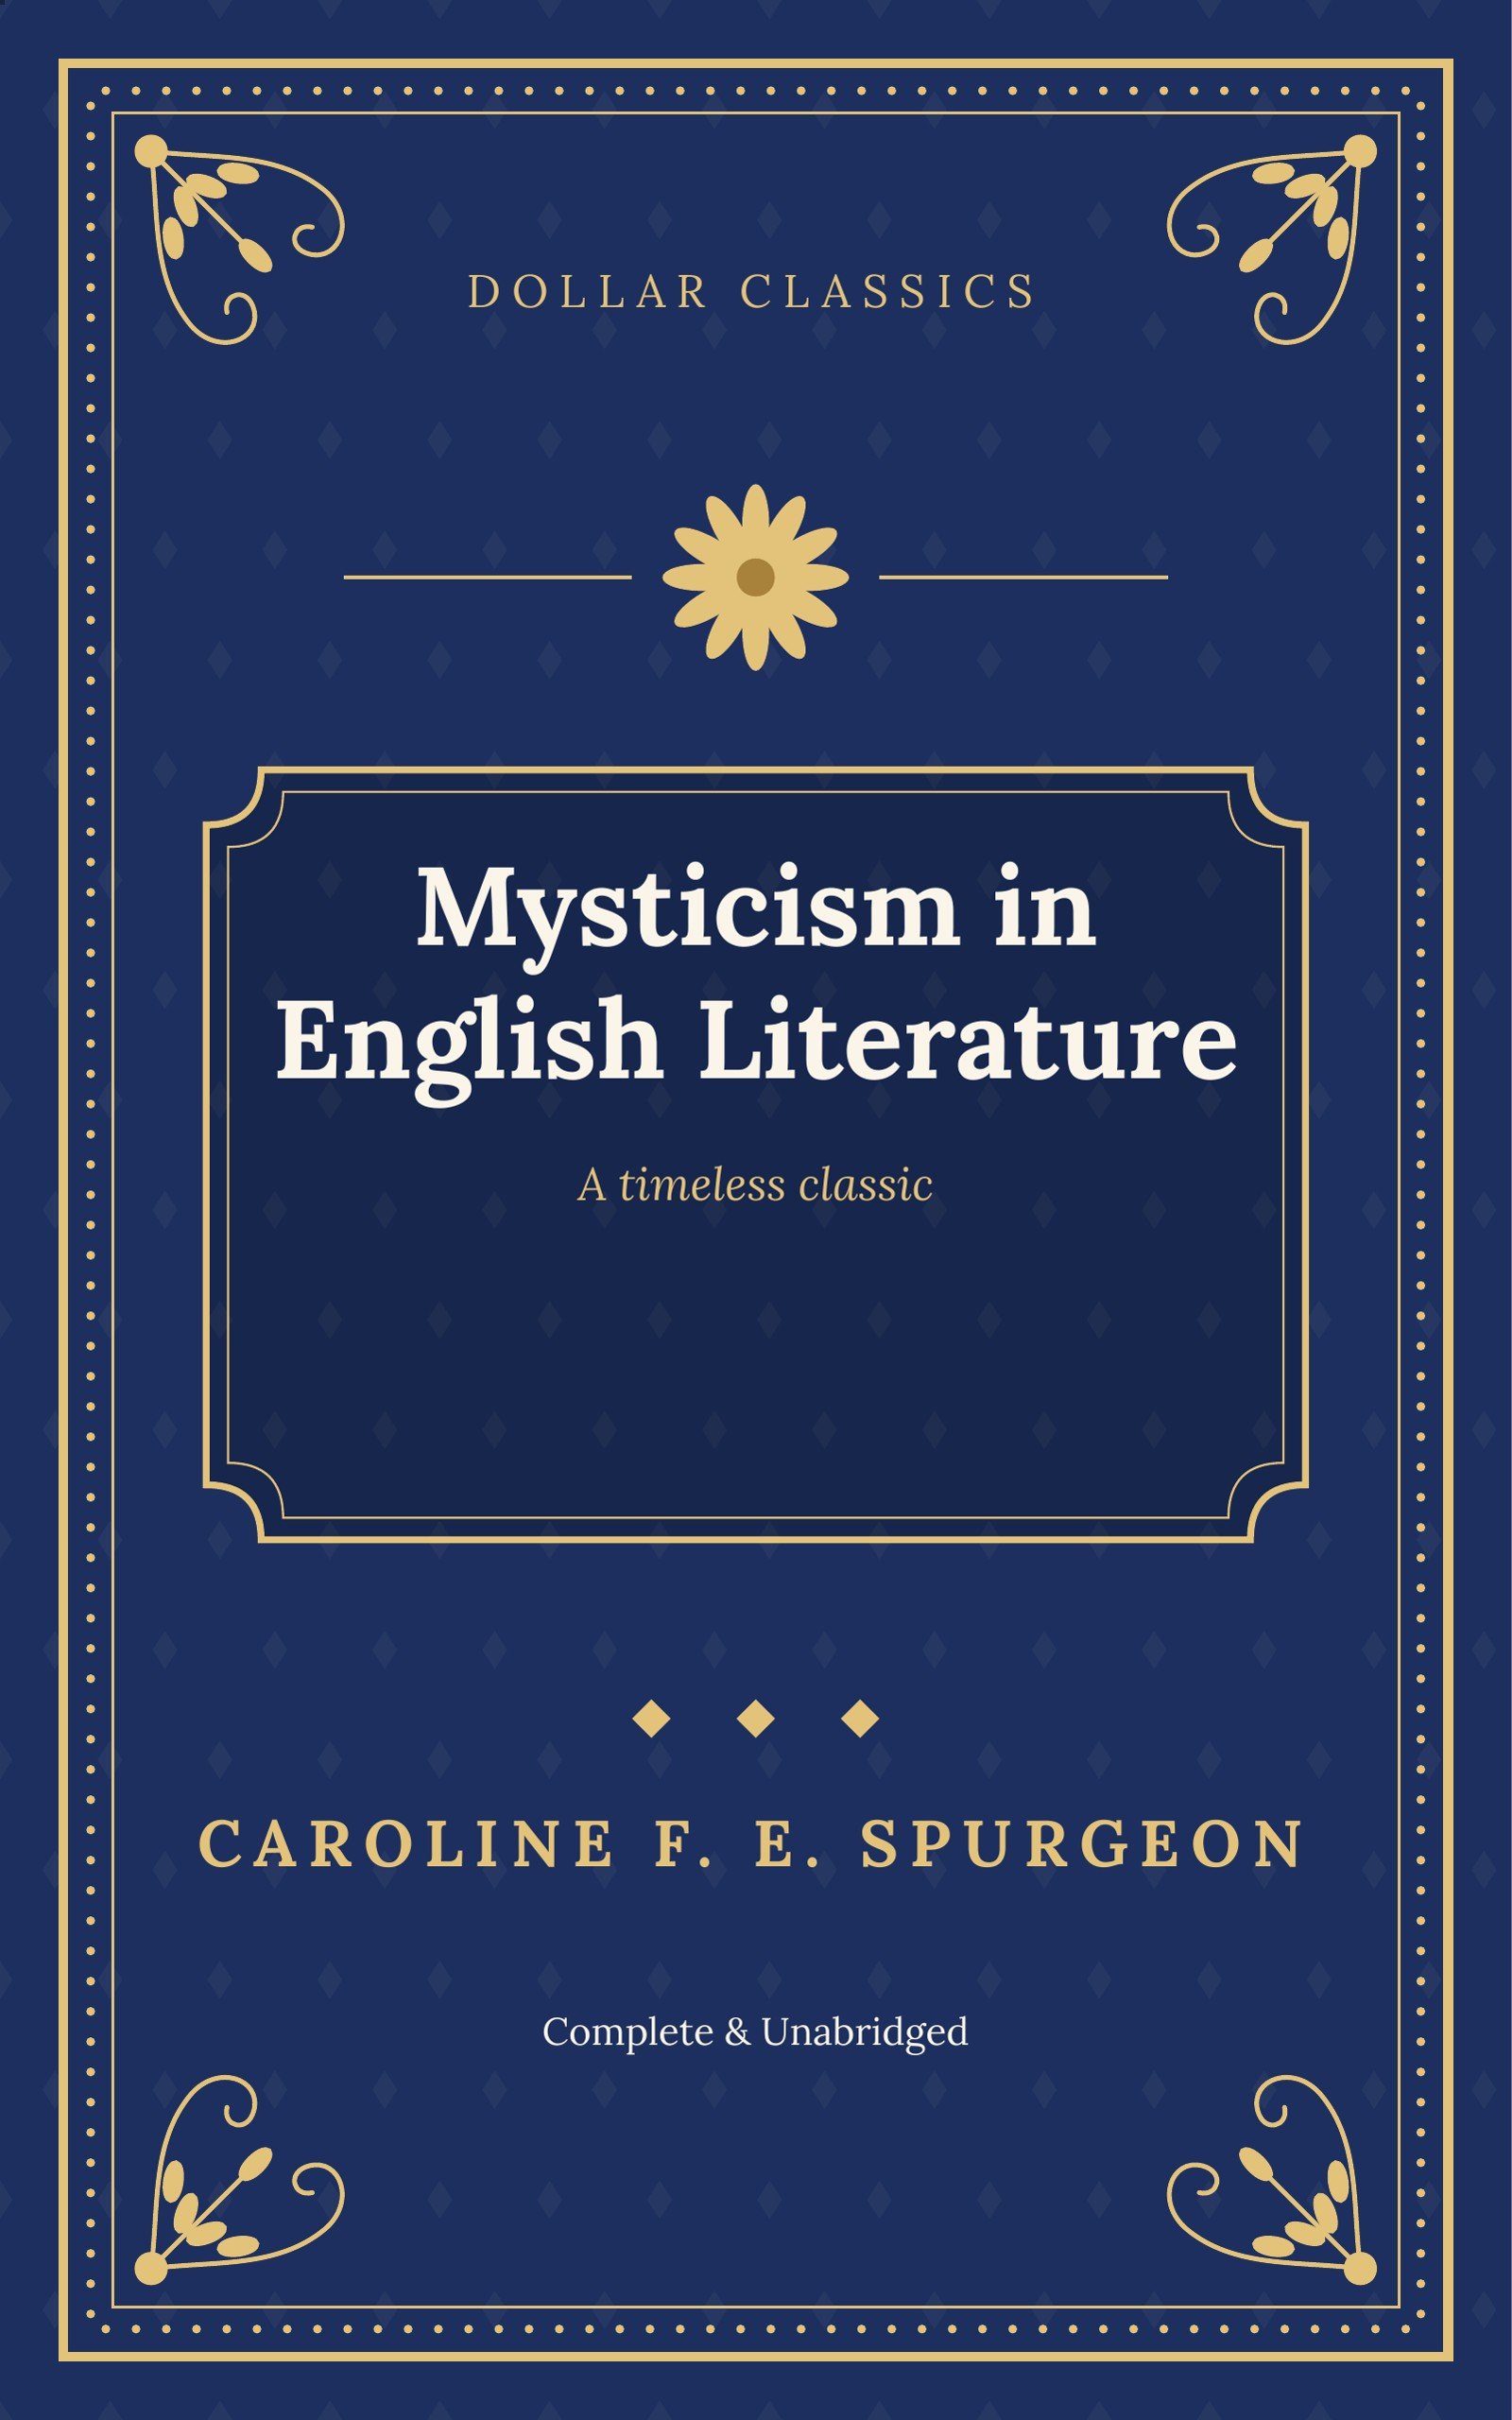 DOLLAR CLASSICS
Mysticism in
English Literature
A timeless classic
CAROLINE F. E. SPURGEON
Complete & Unabridged